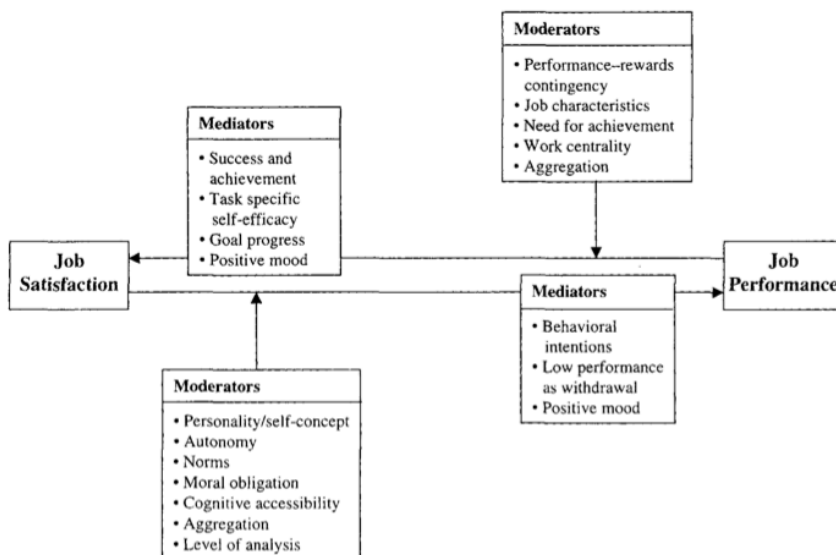 Moderators
• Performance--rewards
contingency
• Job characteristics
• Need for achievement
• Work centrality
• Aggregation
Mediators
• Success and
achievement
• Task specific
self-efficacy
• Goal progress
• Positive mood
Job
Satisfaction
Job
Performance
Mediators
• Behavioral
intentions
• Low performance
as withdrawal
• Positive mood
Moderators
• Personality/self-concept
• Autonomy
• Norms
• Moral obligation
• Cognitive accessibility
• Aggregation
• Level of analysis